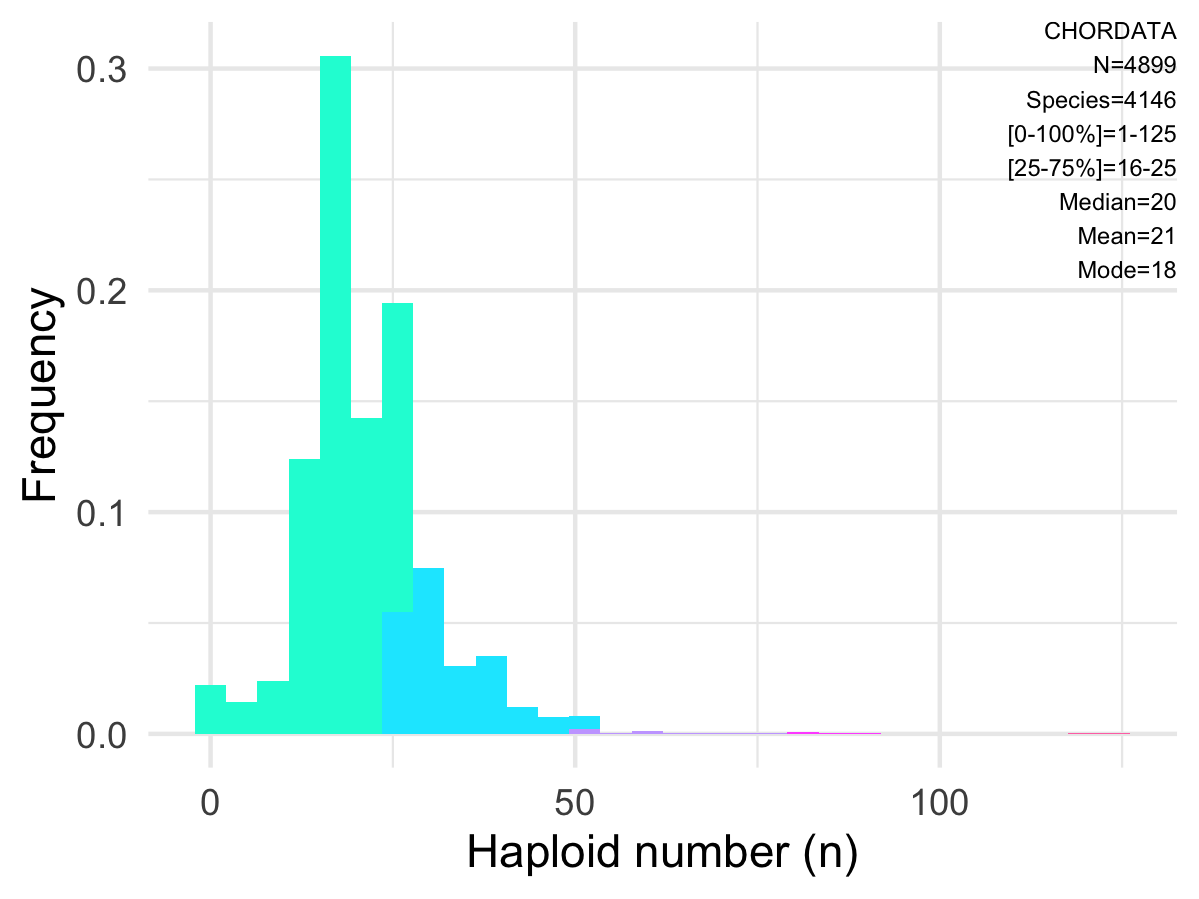 CHORDATA
N=4899
Species=4146
[0-100%]=1-125
[25-75%]=16-25
Median=20
Mean=21
Mode=18
Frequency
0.3
0.2
0.1
0.0
0
50
100
Haploid number (n)